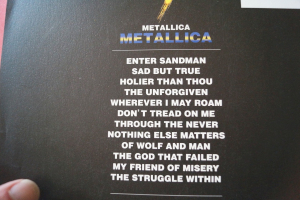 METALLICA
METALLICA
ENTER SANDMAN
SAD BUT TRUE
HOLIER THAN THOU
THE UNFORGIVEN
WHEREVER I MAY ROAM
DON'T TREAD ON ME
THROUGH THE NEVER
NOTHING ELSE MATTERS
OF WOLF AND MAN
THE GOD THAT FAILED
MY FRIEND OF MISERY
THE STRUGGLE WITHIN